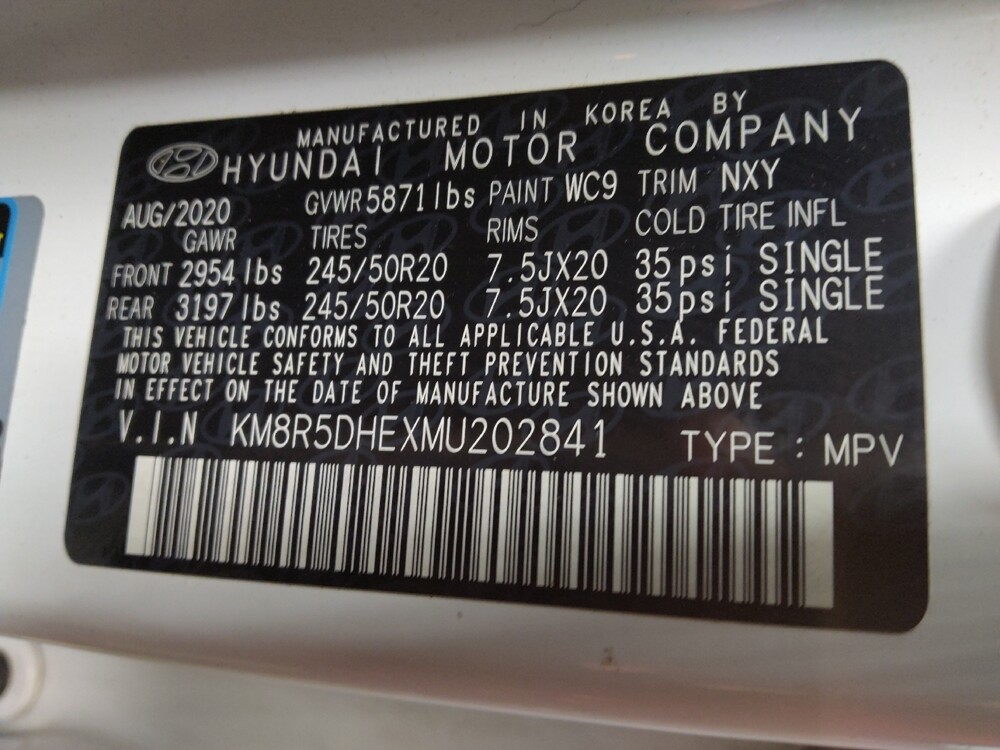 MANUFACTURED IN KOREA BY
HYUNDAI MOTOR COMPANY
AUG/2020 GVWR 5871lbs PAINT WC9 TRIM NXY
GAWR TIRES RIMS COLD TIRE INFL
FRONT 2954lbs 245/50R20 7.5JX20 35psi SINGLE
REAR 3197lbs 245/50R20 7.5JX20 35psi SINGLE
THIS VEHICLE CONFORMS TO ALL APPLICABLE U.S.A. FEDERAL
MOTOR VEHICLE SAFETY AND THEFT PREVENTION STANDARDS
IN EFFECT ON THE DATE OF MANUFACTURE SHOWN ABOVE
V.I.N KM8R5DHEXMU202841 TYPE : MPV